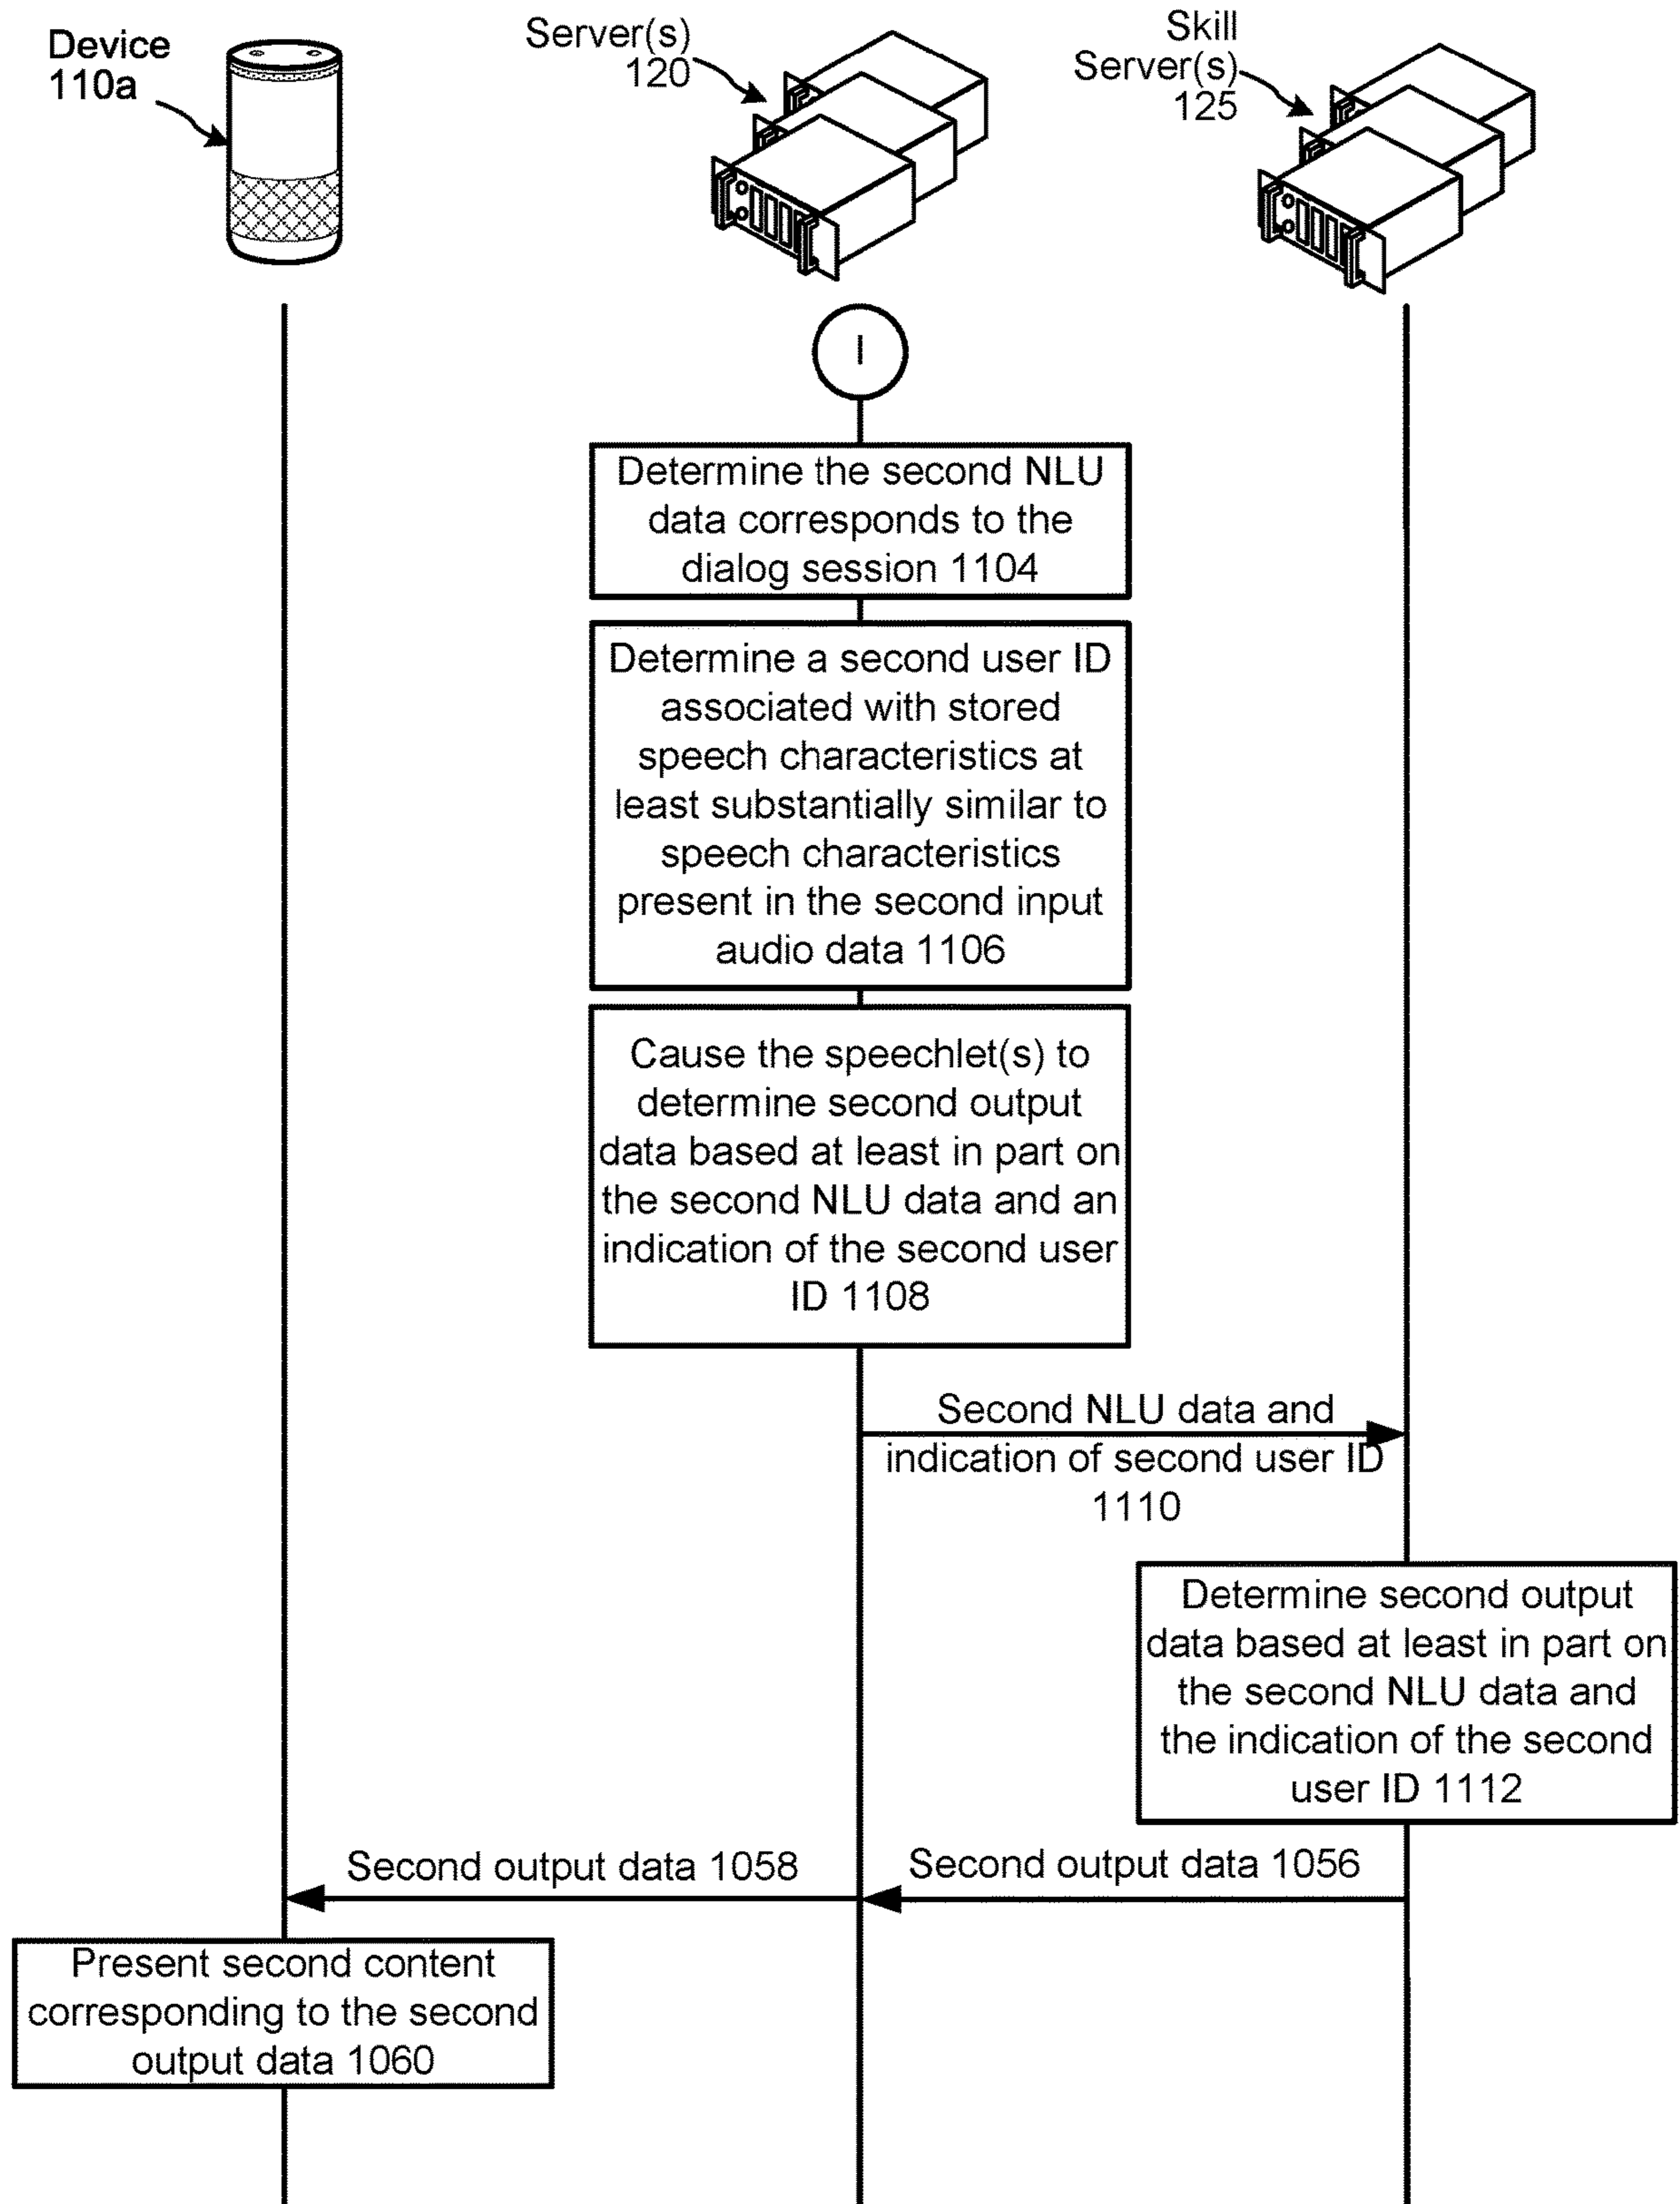 Device
110a
Server(s)
120
Skill
Server(s)
125
I
Determine the second NLU
data corresponds to the
dialog session 1104
Determine a second user ID
associated with stored
speech characteristics at
least substantially similar to
speech characteristics
present in the second input
audio data 1106
Cause the speechlet(s) to
determine second output
data based at least in part on
the second NLU data and an
indication of the second user
ID 1108
Second NLU data and
indication of second user ID
1110
Determine second output
data based at least in part on
the second NLU data and
the indication of the second
user ID 1112
Second output data 1058
Second output data 1056
Present second content
corresponding to the second
output data 1060